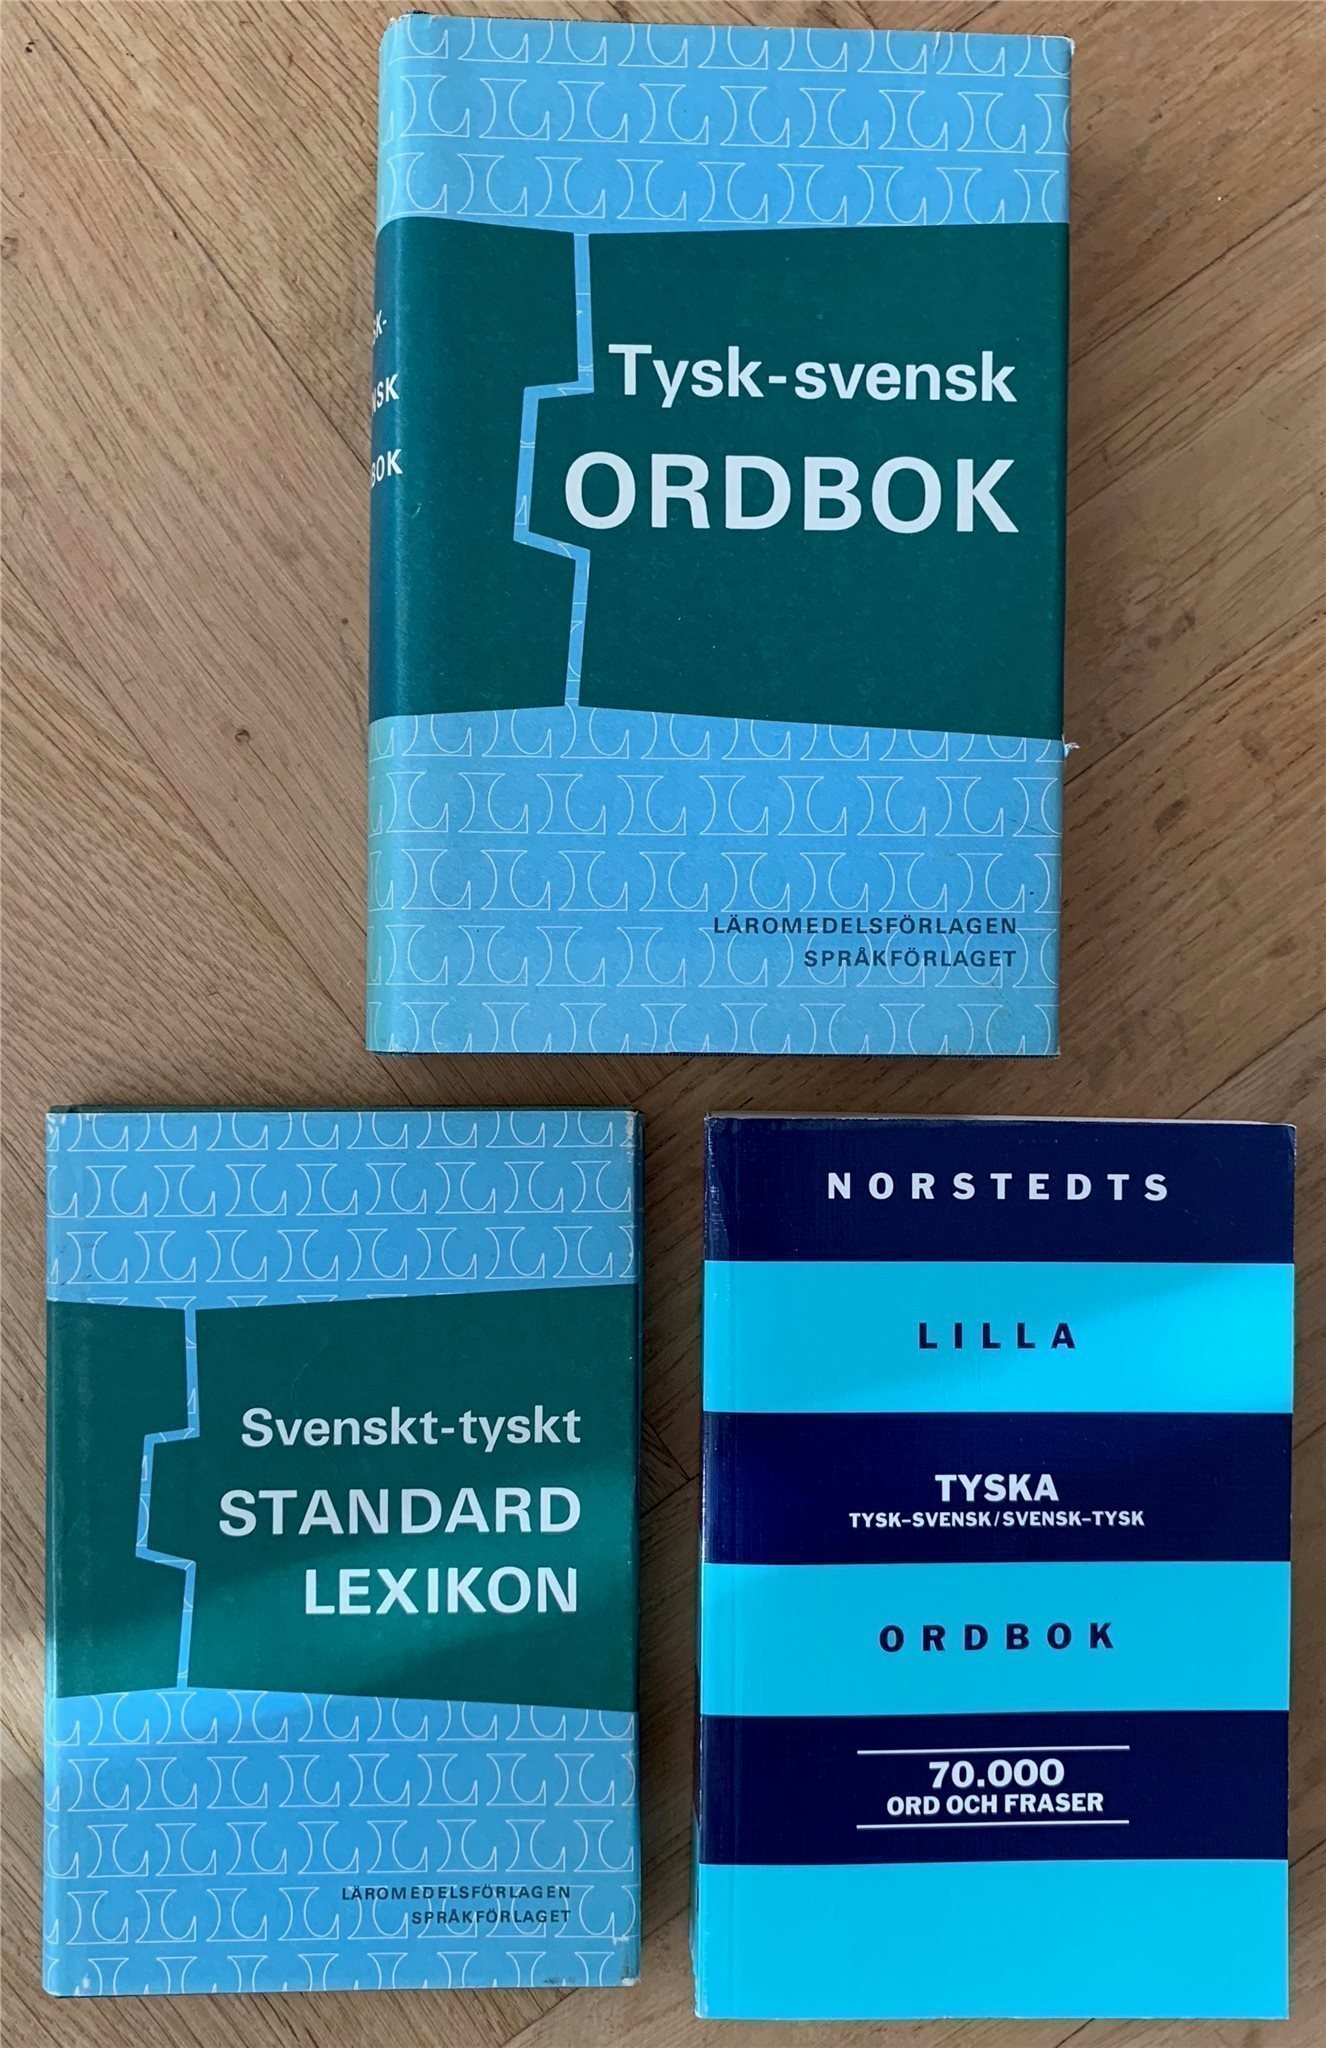 Tysk-svensk
ORDBOK
LÄROMEDELSFÖRLAGEN
SPRÅKFÖRLAGET
Svenskt-tyskt
STANDARD
LEXIKON
LÄROMEDELSFÖRLAGEN
SPRÅKFÖRLAGET
NORSTEDTS
LILLA
TYSKA
TYSK–SVENSK/SVENSK–TYSK
ORDBOK
70.000
ORD OCH FRASER